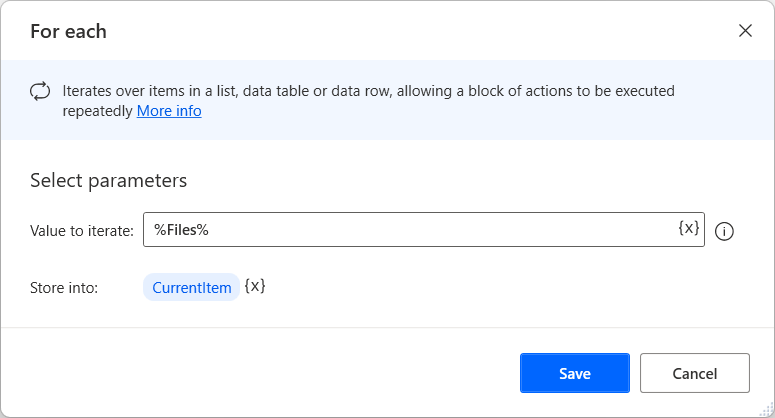 For each
Iterates over items in a list, data table or data row, allowing a block of actions to be executed
repeatedly More info
Select parameters
Value to iterate: %Files% {x}
Store into: CurrentItem {x}
Save Cancel